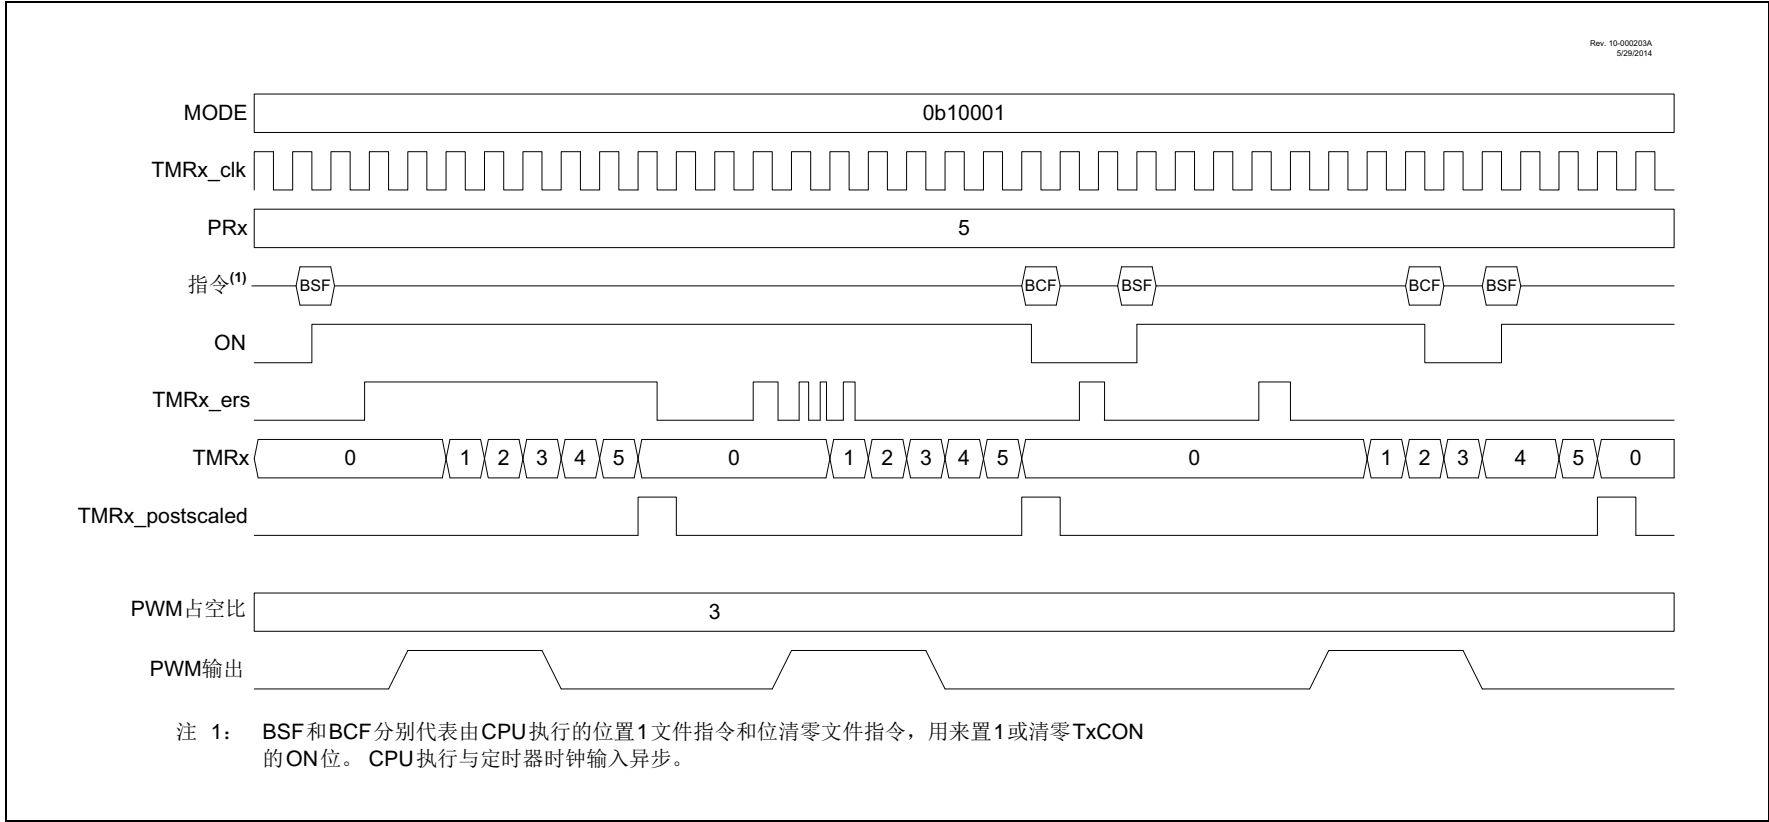 Rev. 10-000203A
5/29/2014
MODE 0b10001
TMRx_clk
PRx 5
指令(1) BSF BCF BSF BCF BSF
ON
TMRx_ers
TMRx 0 1 2 3 4 5 0 1 2 3 4 5 0 1 2 3 4 5 0
TMRx_postscaled
PWM占空比 3
PWM输出
注 1： BSF和BCF分别代表由CPU执行的位置1文件指令和位清零文件指令，用来置1或清零TxCON
的ON位。 CPU执行与定时器时钟输入异步。